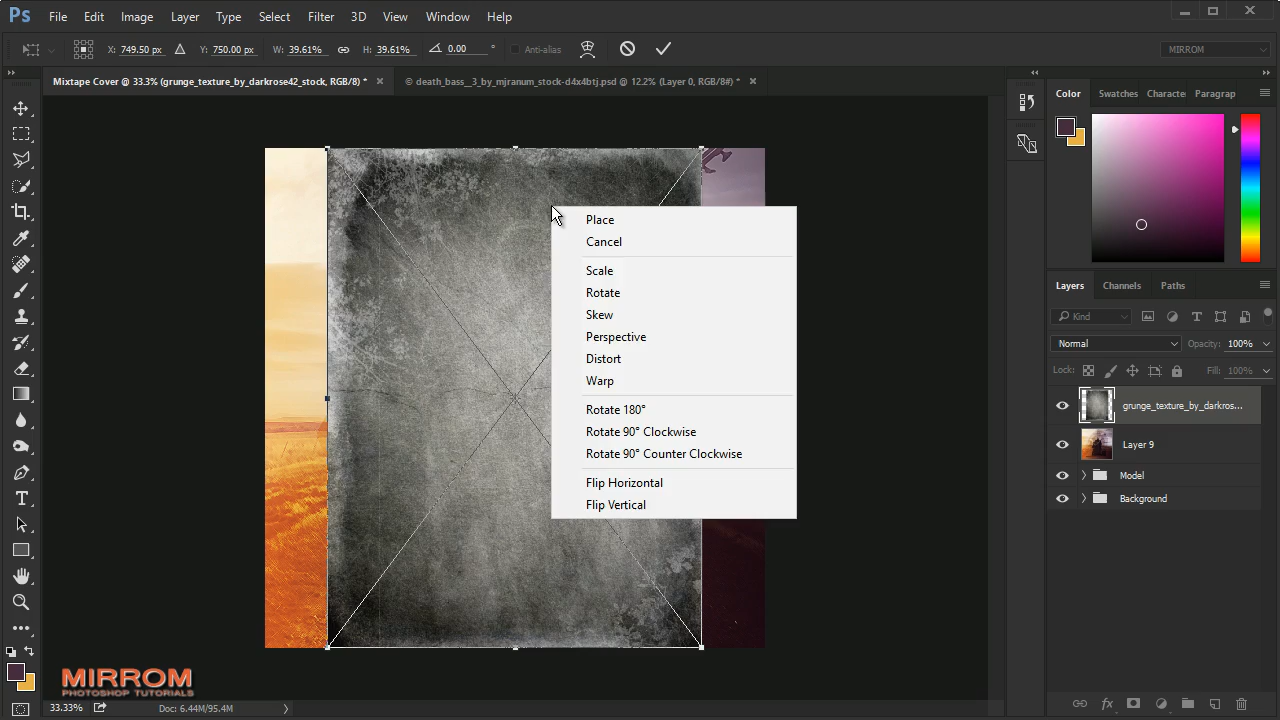 Ps File Edit Image Layer Type Select Filter 3D View Window Help
X: 749.50 px Y: 750.00 px W: 39.61% H: 39.61% 0.00 ° Anti-alias MIRROM
Mixtape Cover @ 33.3% (grunge_texture_by_darkrose42_stock, RGB/8) * × © death_bass__3_by_mjranum_stock-d4x4btj.psd @ 12.2% (Layer 0, RGB/8#) * ×
Color Swatches Characte Paragrap
Place
Cancel
Scale
Rotate
Skew
Perspective
Distort
Warp
Rotate 180°
Rotate 90° Clockwise
Rotate 90° Counter Clockwise
Flip Horizontal
Flip Vertical
Layers Channels Paths
Kind
Normal Opacity: 100%
Lock: Fill: 100%
grunge_texture_by_darkros...
Layer 9
Model
Background
MIRROM
PHOTOSHOP TUTORIALS
33.33% Doc: 6.44M/95.4M